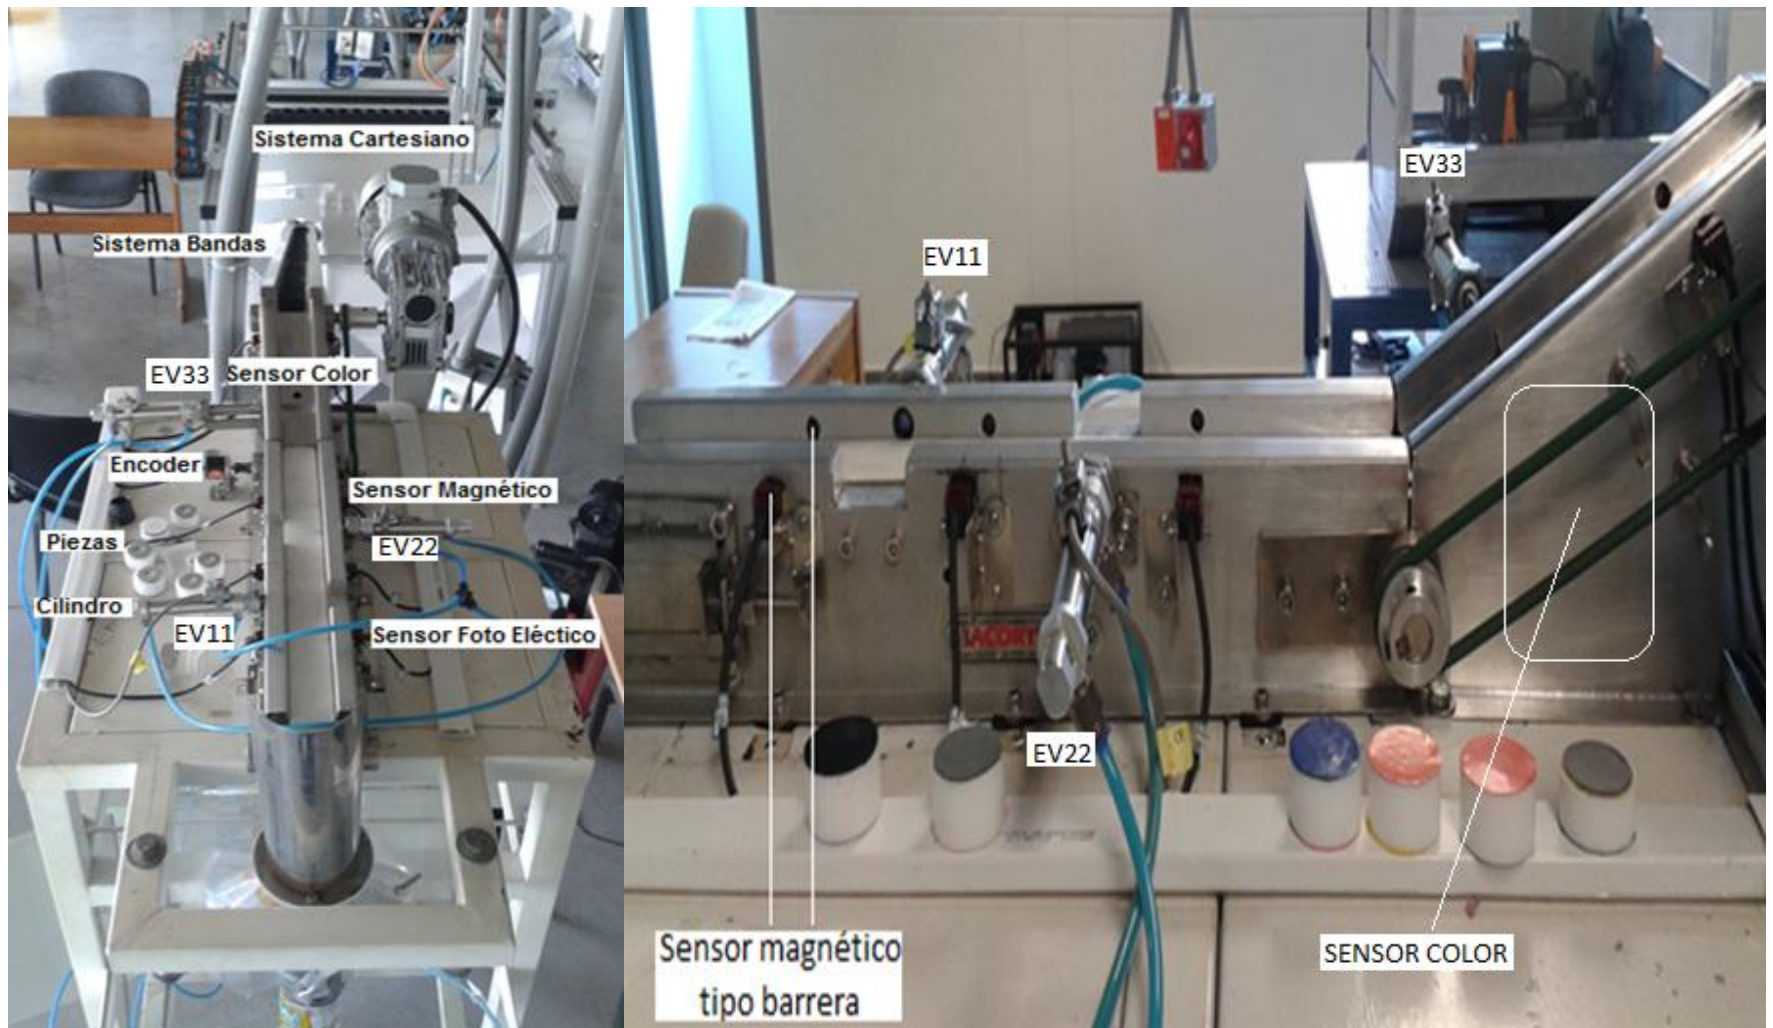 Sistema Cartesiano
Sistema Bandas
EV33
Sensor Color
Encoder
Sensor Magnético
Piezas
EV22
Cilindro
EV11
Sensor Foto Eléctico
EV33
EV11
EV22
Sensor magnético
tipo barrera
SENSOR COLOR